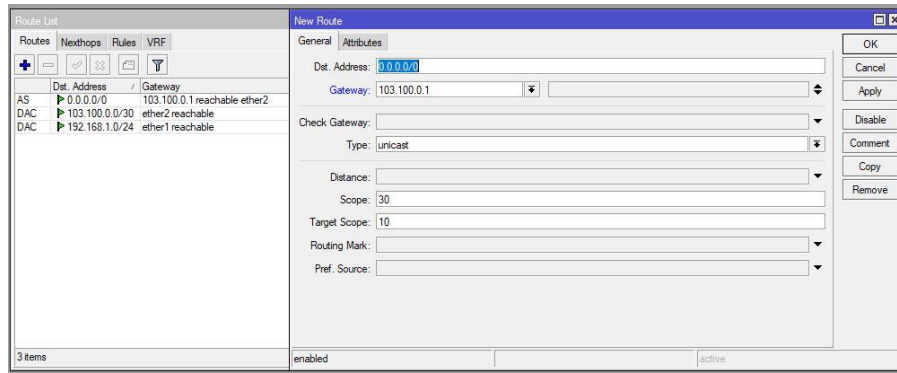 Route List
Routes Nexthops Rules VRF
Dst. Address / Gateway
AS 0.0.0.0/0 103.100.0.1 reachable ether2
DAC 103.100.0.0/30 ether2 reachable
DAC 192.168.1.0/24 ether1 reachable
3 items
New Route
General Attributes
Dst. Address: 0.0.0.0/0
Gateway: 103.100.0.1
Check Gateway:
Type: unicast
Distance:
Scope: 30
Target Scope: 10
Routing Mark:
Pref. Source:
enabled active
OK
Cancel
Apply
Disable
Comment
Copy
Remove